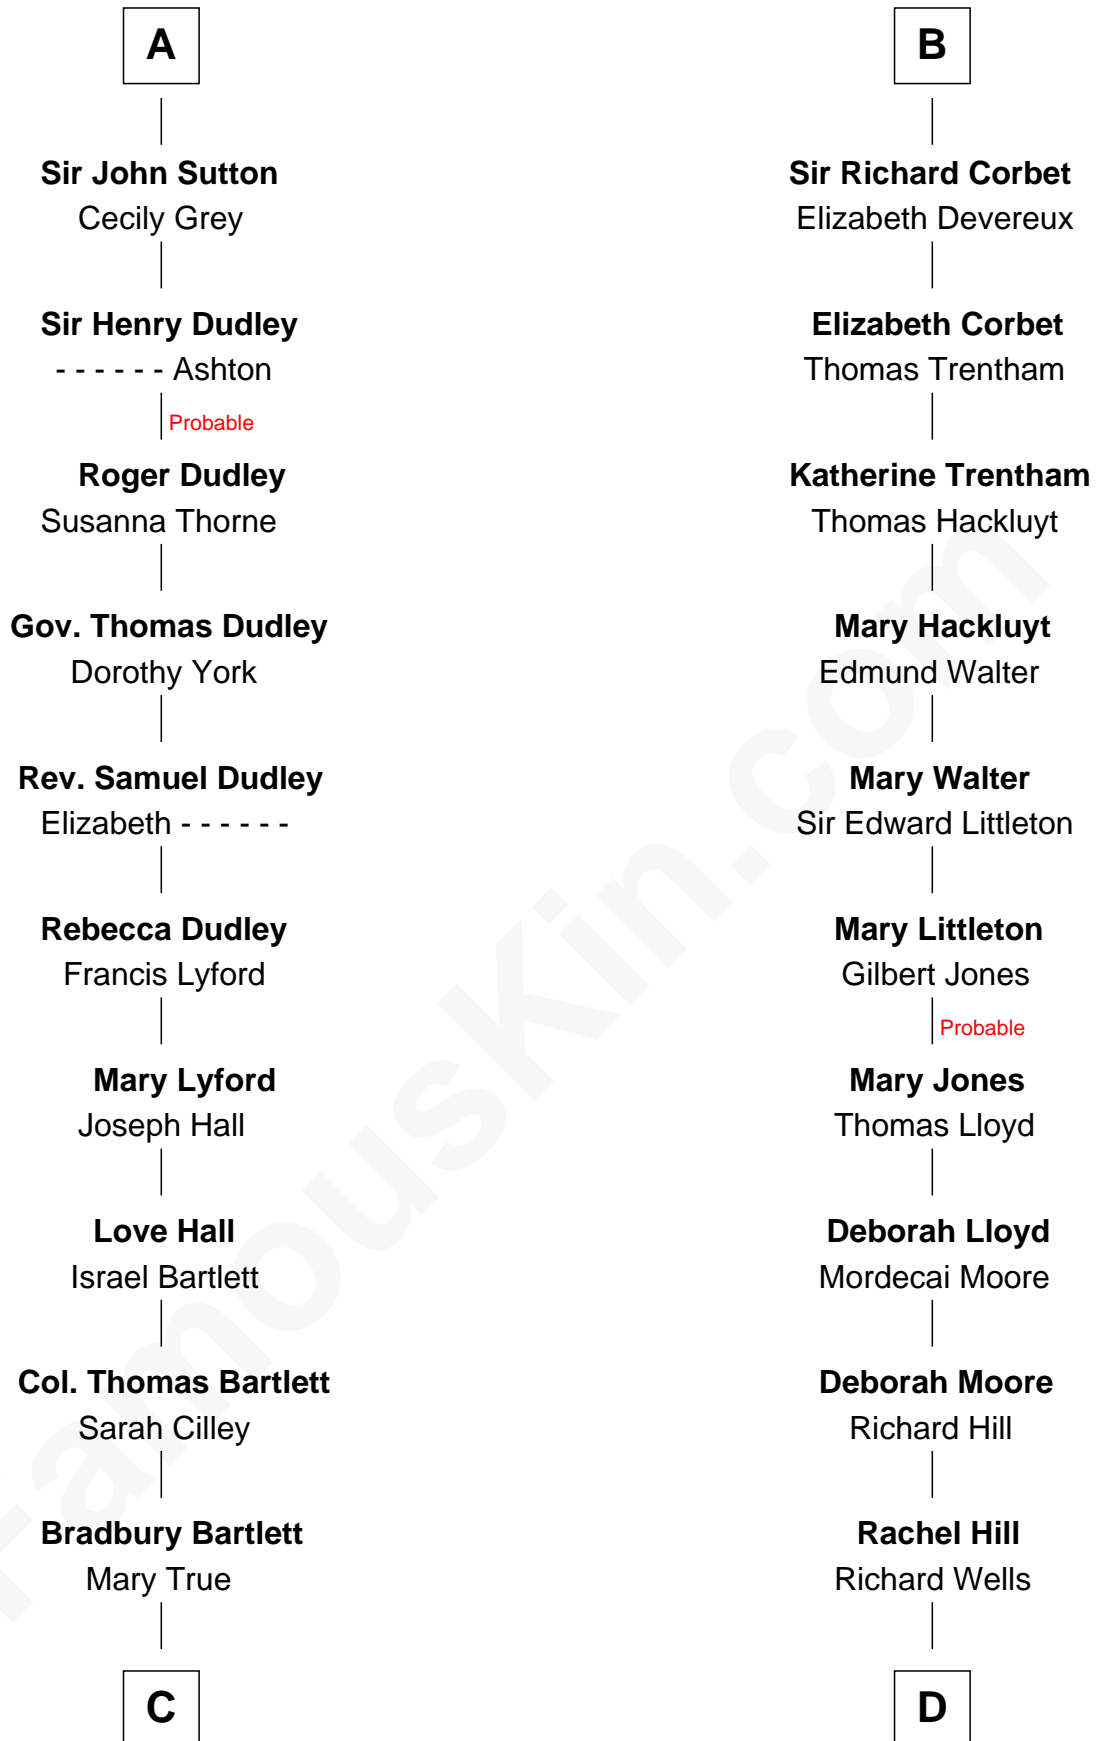 A
Sir John Sutton
Cecily Grey
Sir Henry Dudley
- - - - - - Ashton
Probable
Roger Dudley
Susanna Thorne
Gov. Thomas Dudley
Dorothy York
Rev. Samuel Dudley
Elizabeth - - - - - -
Rebecca Dudley
Francis Lyford
Mary Lyford
Joseph Hall
Love Hall
Israel Bartlett
Col. Thomas Bartlett
Sarah Cilley
Bradbury Bartlett
Mary True
C
B
Sir Richard Corbet
Elizabeth Devereux
Elizabeth Corbet
Thomas Trentham
Katherine Trentham
Thomas Hackluyt
Mary Hackluyt
Edmund Walter
Mary Walter
Sir Edward Littleton
Mary Littleton
Gilbert Jones
Probable
Mary Jones
Thomas Lloyd
Deborah Lloyd
Mordecai Moore
Deborah Moore
Richard Hill
Rachel Hill
Richard Wells
D
FamousKin.com